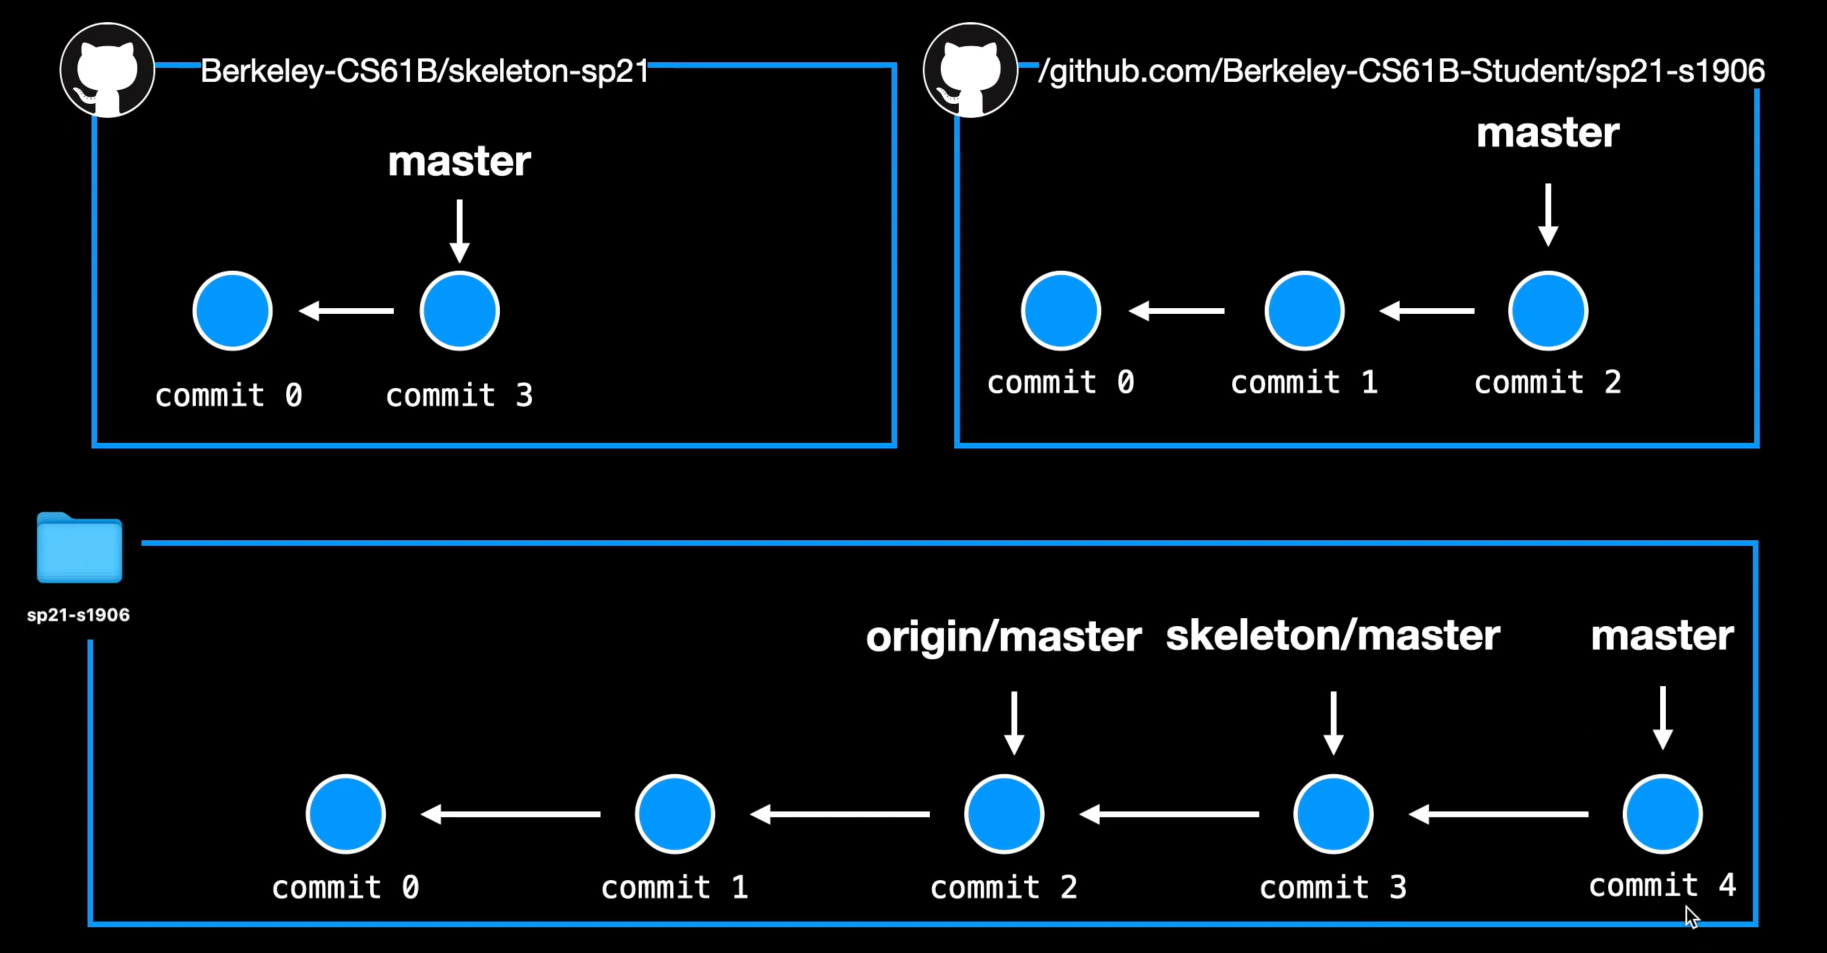 Berkeley-CS61B/skeleton-sp21
master
commit 0
commit 3
/github.com/Berkeley-CS61B-Student/sp21-s1906
master
commit 0
commit 1
commit 2
sp21-s1906
origin/master
skeleton/master
master
commit 0
commit 1
commit 2
commit 3
commit 4